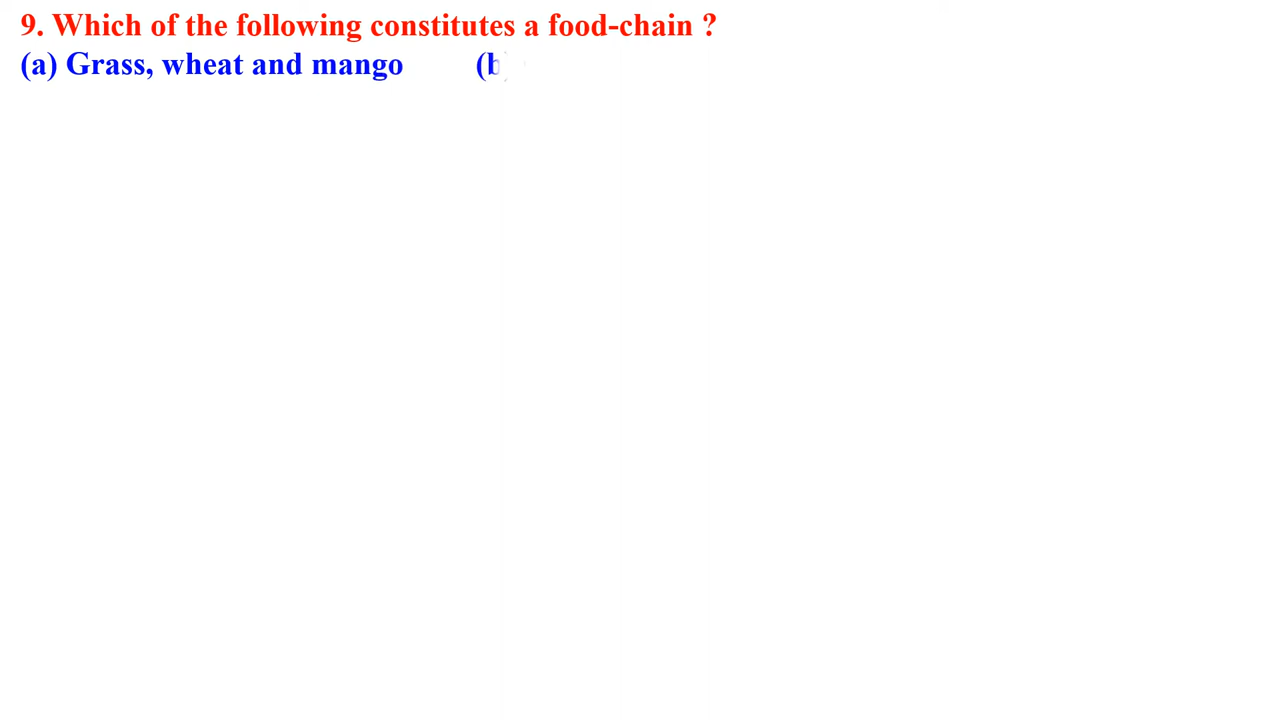 9. Which of the following constitutes a food-chain ?
(a) Grass, wheat and mango (b